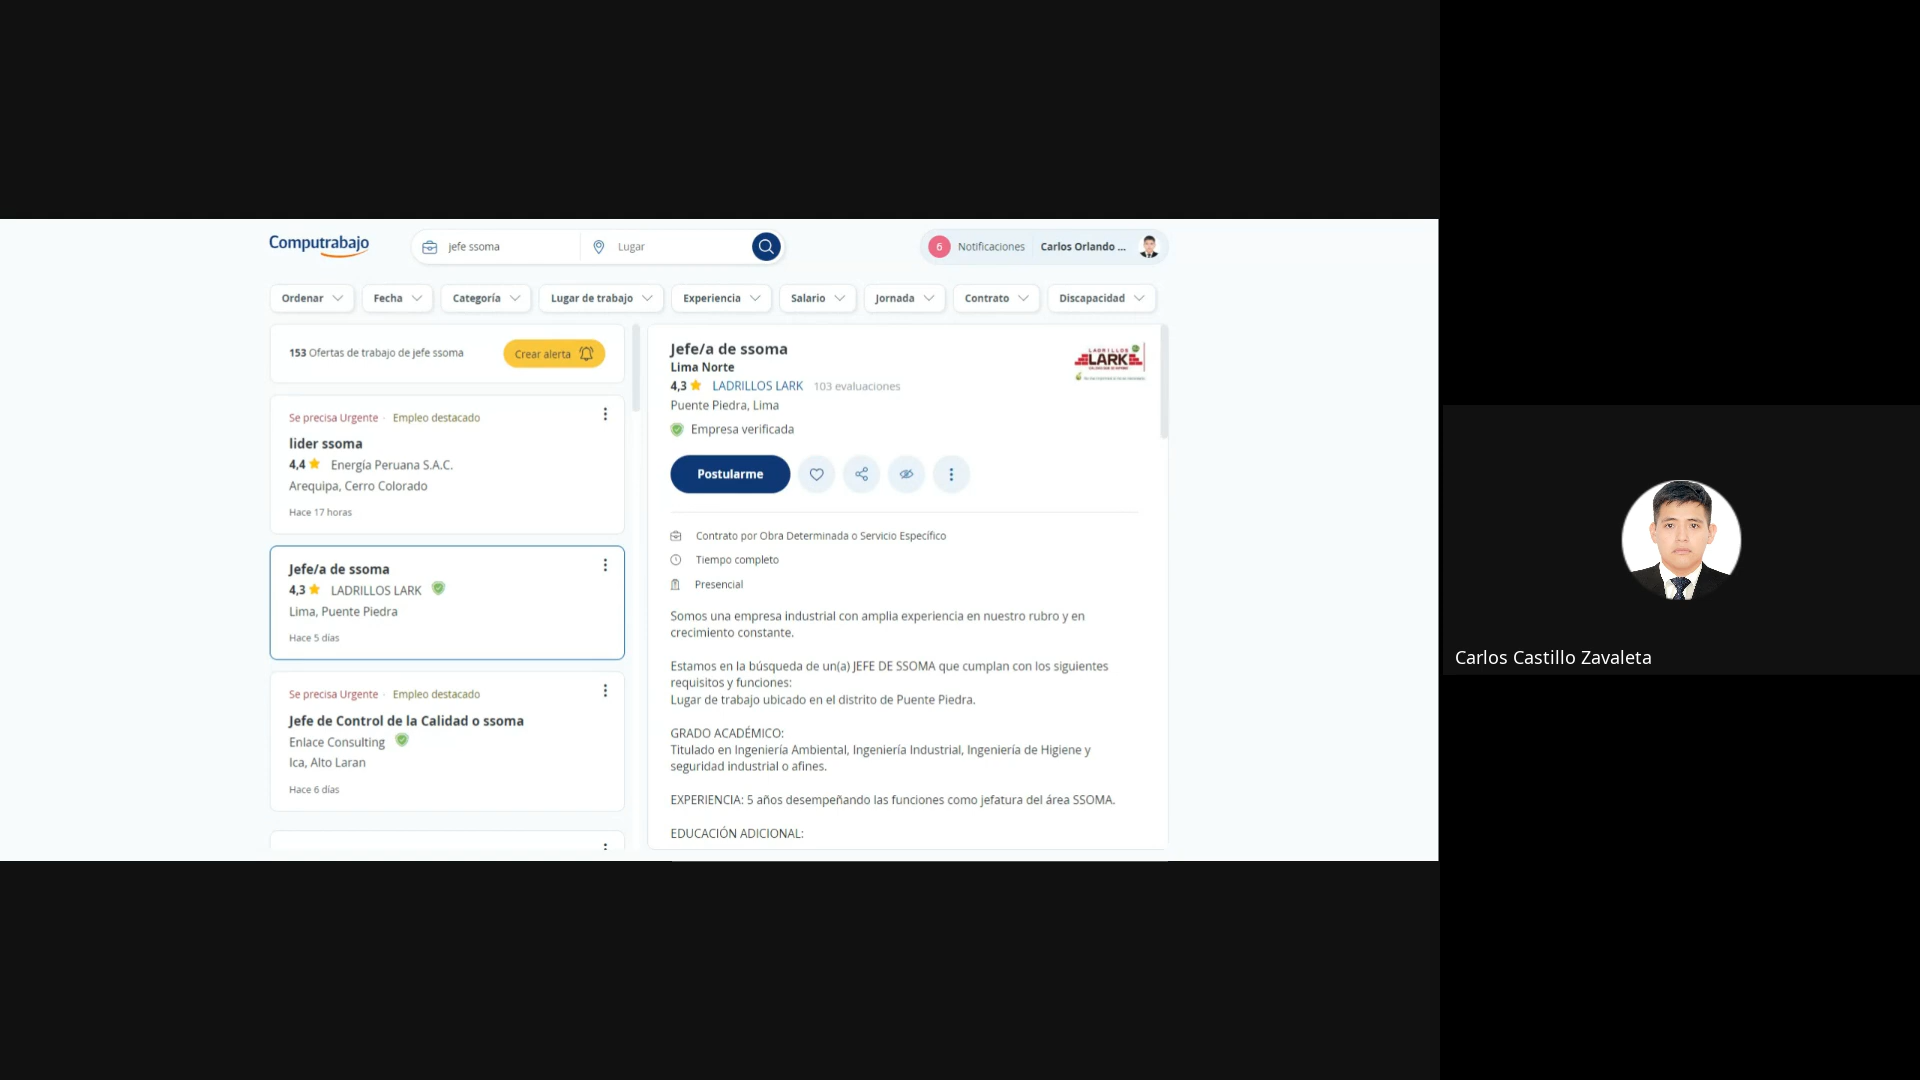 Computrabajo
jefe ssoma
Lugar
6 Notificaciones Carlos Orlando ...
Ordenar
Fecha
Categoría
Lugar de trabajo
Experiencia
Salario
Jornada
Contrato
Discapacidad
153 Ofertas de trabajo de jefe ssoma
Crear alerta
Se precisa Urgente · Empleo destacado
lider ssoma
4,4 Energía Peruana S.A.C.
Arequipa, Cerro Colorado
Hace 17 horas
Jefe/a de ssoma
4,3 LADRILLOS LARK
Lima, Puente Piedra
Hace 5 días
Se precisa Urgente · Empleo destacado
Jefe de Control de la Calidad o ssoma
Enlace Consulting
Ica, Alto Laran
Hace 6 días
Jefe/a de ssoma
Lima Norte
4,3 LADRILLOS LARK 103 evaluaciones
Puente Piedra, Lima
Empresa verificada
LADRILLOS
LARK
Postularme
Contrato por Obra Determinada o Servicio Específico
Tiempo completo
Presencial
Somos una empresa industrial con amplia experiencia en nuestro rubro y en
crecimiento constante.
Estamos en la búsqueda de un(a) JEFE DE SSOMA que cumplan con los siguientes
requisitos y funciones:
Lugar de trabajo ubicado en el distrito de Puente Piedra.
GRADO ACADÉMICO:
Titulado en Ingeniería Ambiental, Ingeniería Industrial, Ingeniería de Higiene y
seguridad industrial o afines.
EXPERIENCIA: 5 años desempeñando las funciones como jefatura del área SSOMA.
EDUCACIÓN ADICIONAL:
Carlos Castillo Zavaleta